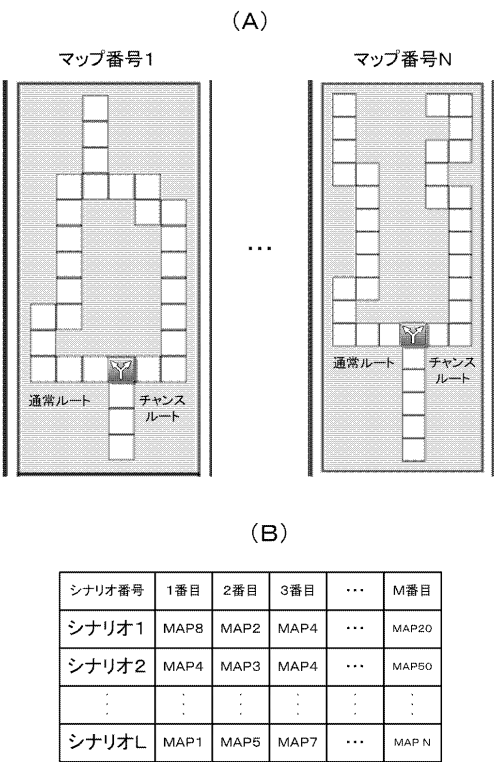 (A)
マップ番号1 マップ番号N
…
通常ルート チャンスルート 通常ルート チャンスルート
(B)
シナリオ番号 1番目 2番目 3番目 … M番目
シナリオ1 MAP8 MAP2 MAP4 … MAP20
シナリオ2 MAP4 MAP3 MAP4 … MAP50
⋮ ⋮ ⋮ ⋮ ⋮
シナリオL MAP1 MAP5 MAP7 … MAP N